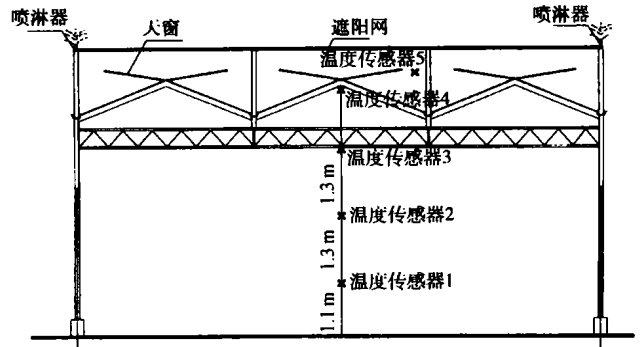 喷淋器
天窗
遮阳网
喷淋器
温度传感器5
温度传感器4
温度传感器3
1.3 m
温度传感器2
1.3 m
温度传感器1
1.1 m